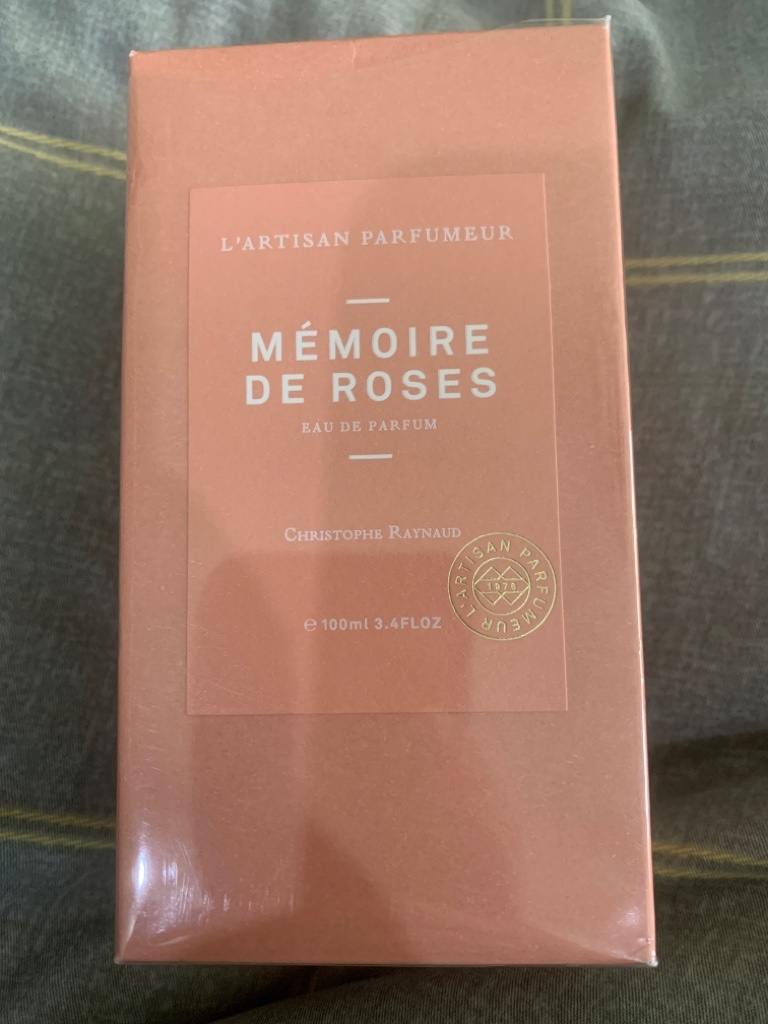 L'ARTISAN PARFUMEUR
MÉMOIRE
DE ROSES
EAU DE PARFUM
CHRISTOPHE RAYNAUD
L'ARTISAN PARFUMEUR
1976
℮ 100ml 3.4FLOZ